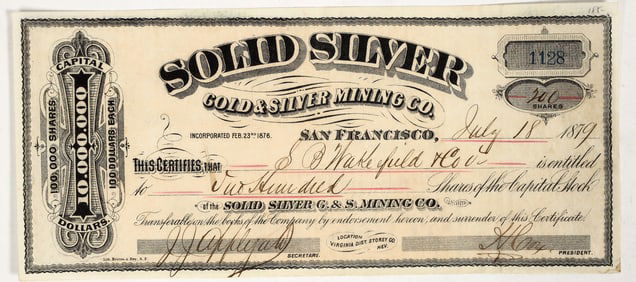 185-
SOLID SILVER
GOLD & SILVER MINING CO.
1128
200
SHARES
CAPITAL
100,000 SHARES
10,000,000
100 DOLLARS EACH
DOLLARS.
INCORPORATED FEB. 23RD 1876.
SAN FRANCISCO, July 18 1879
THIS CERTIFIES, THAT S B Wakefield & Co is entitled
to Two Hundred Shares of the Capital Stock
of the SOLID SILVER G. & S. MINING CO.
Transferable on the books of the Company by endorsement hereon, and surrender of this Certificate.
J J Applegate
SECRETARY.
LOCATION
VIRGINIA DIST. STOREY CO
NEV.
PRESIDENT.